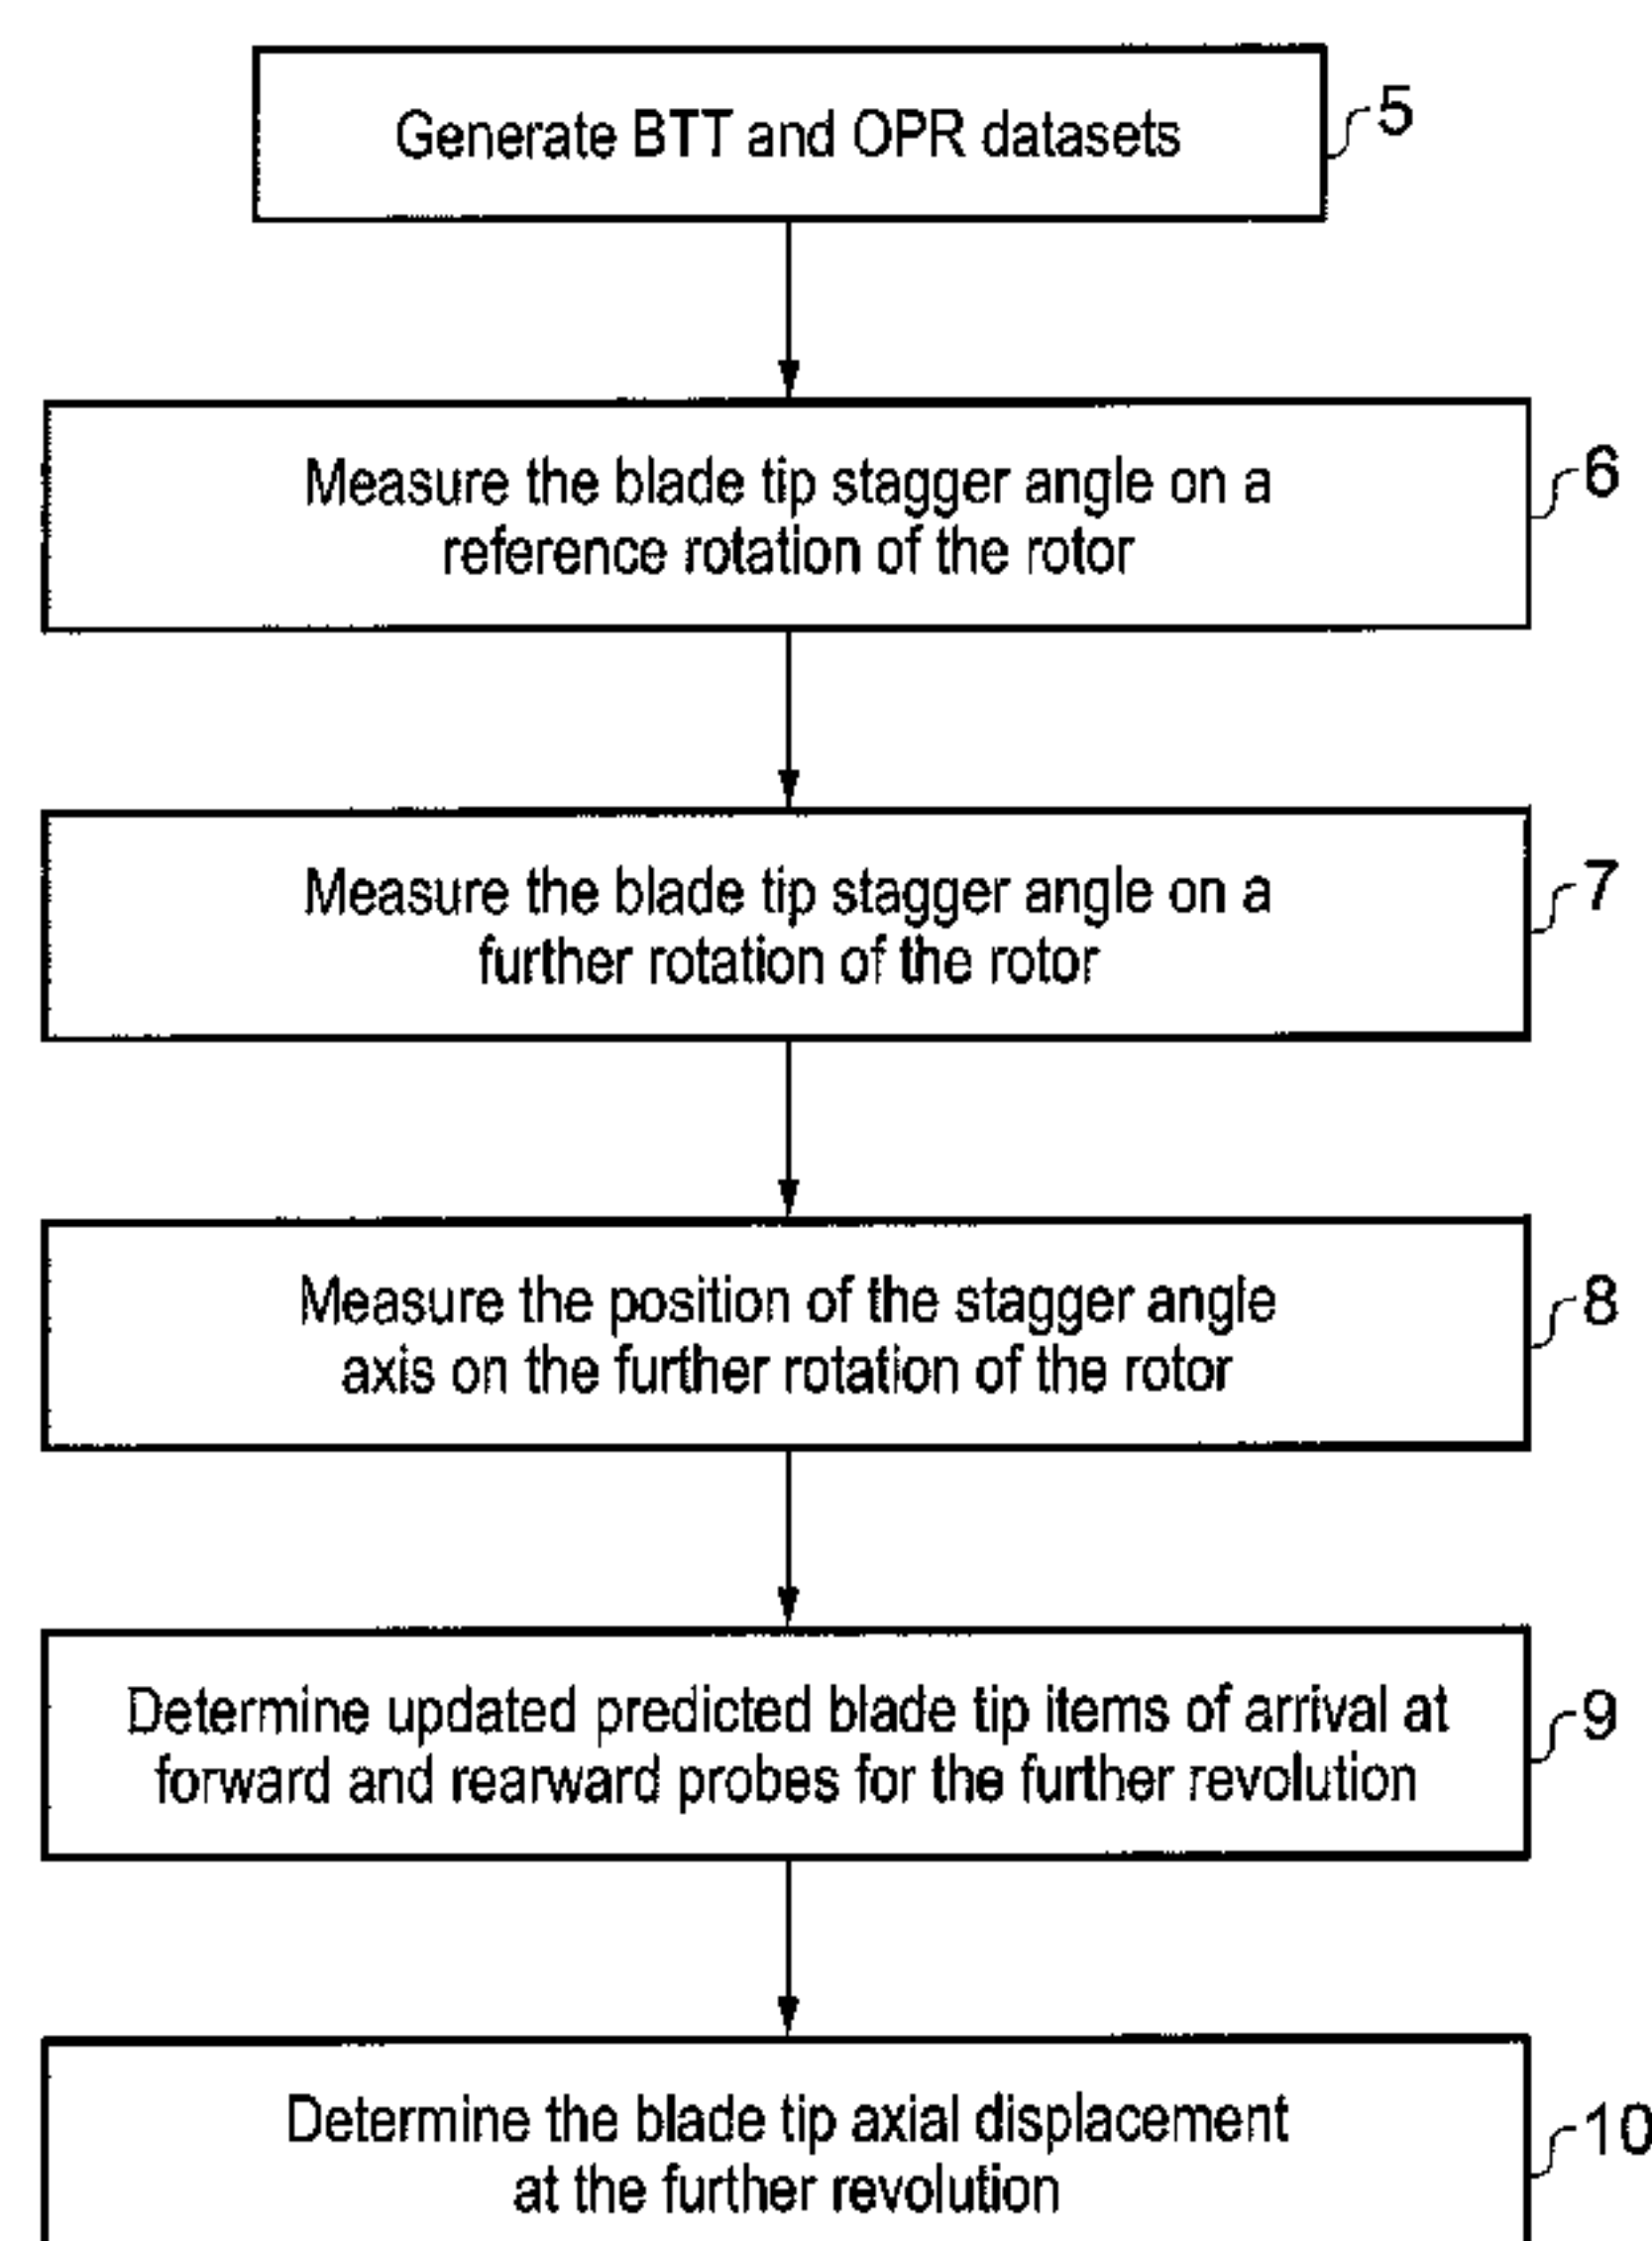 Generate BTT and OPR datasets
5
Measure the blade tip stagger angle on a
reference rotation of the rotor
6
Measure the blade tip stagger angle on a
further rotation of the rotor
7
Measure the position of the stagger angle
axis on the further rotation of the rotor
8
Determine updated predicted blade tip items of arrival at
forward and rearward probes for the further revolution
9
Determine the blade tip axial displacement
at the further revolution
10